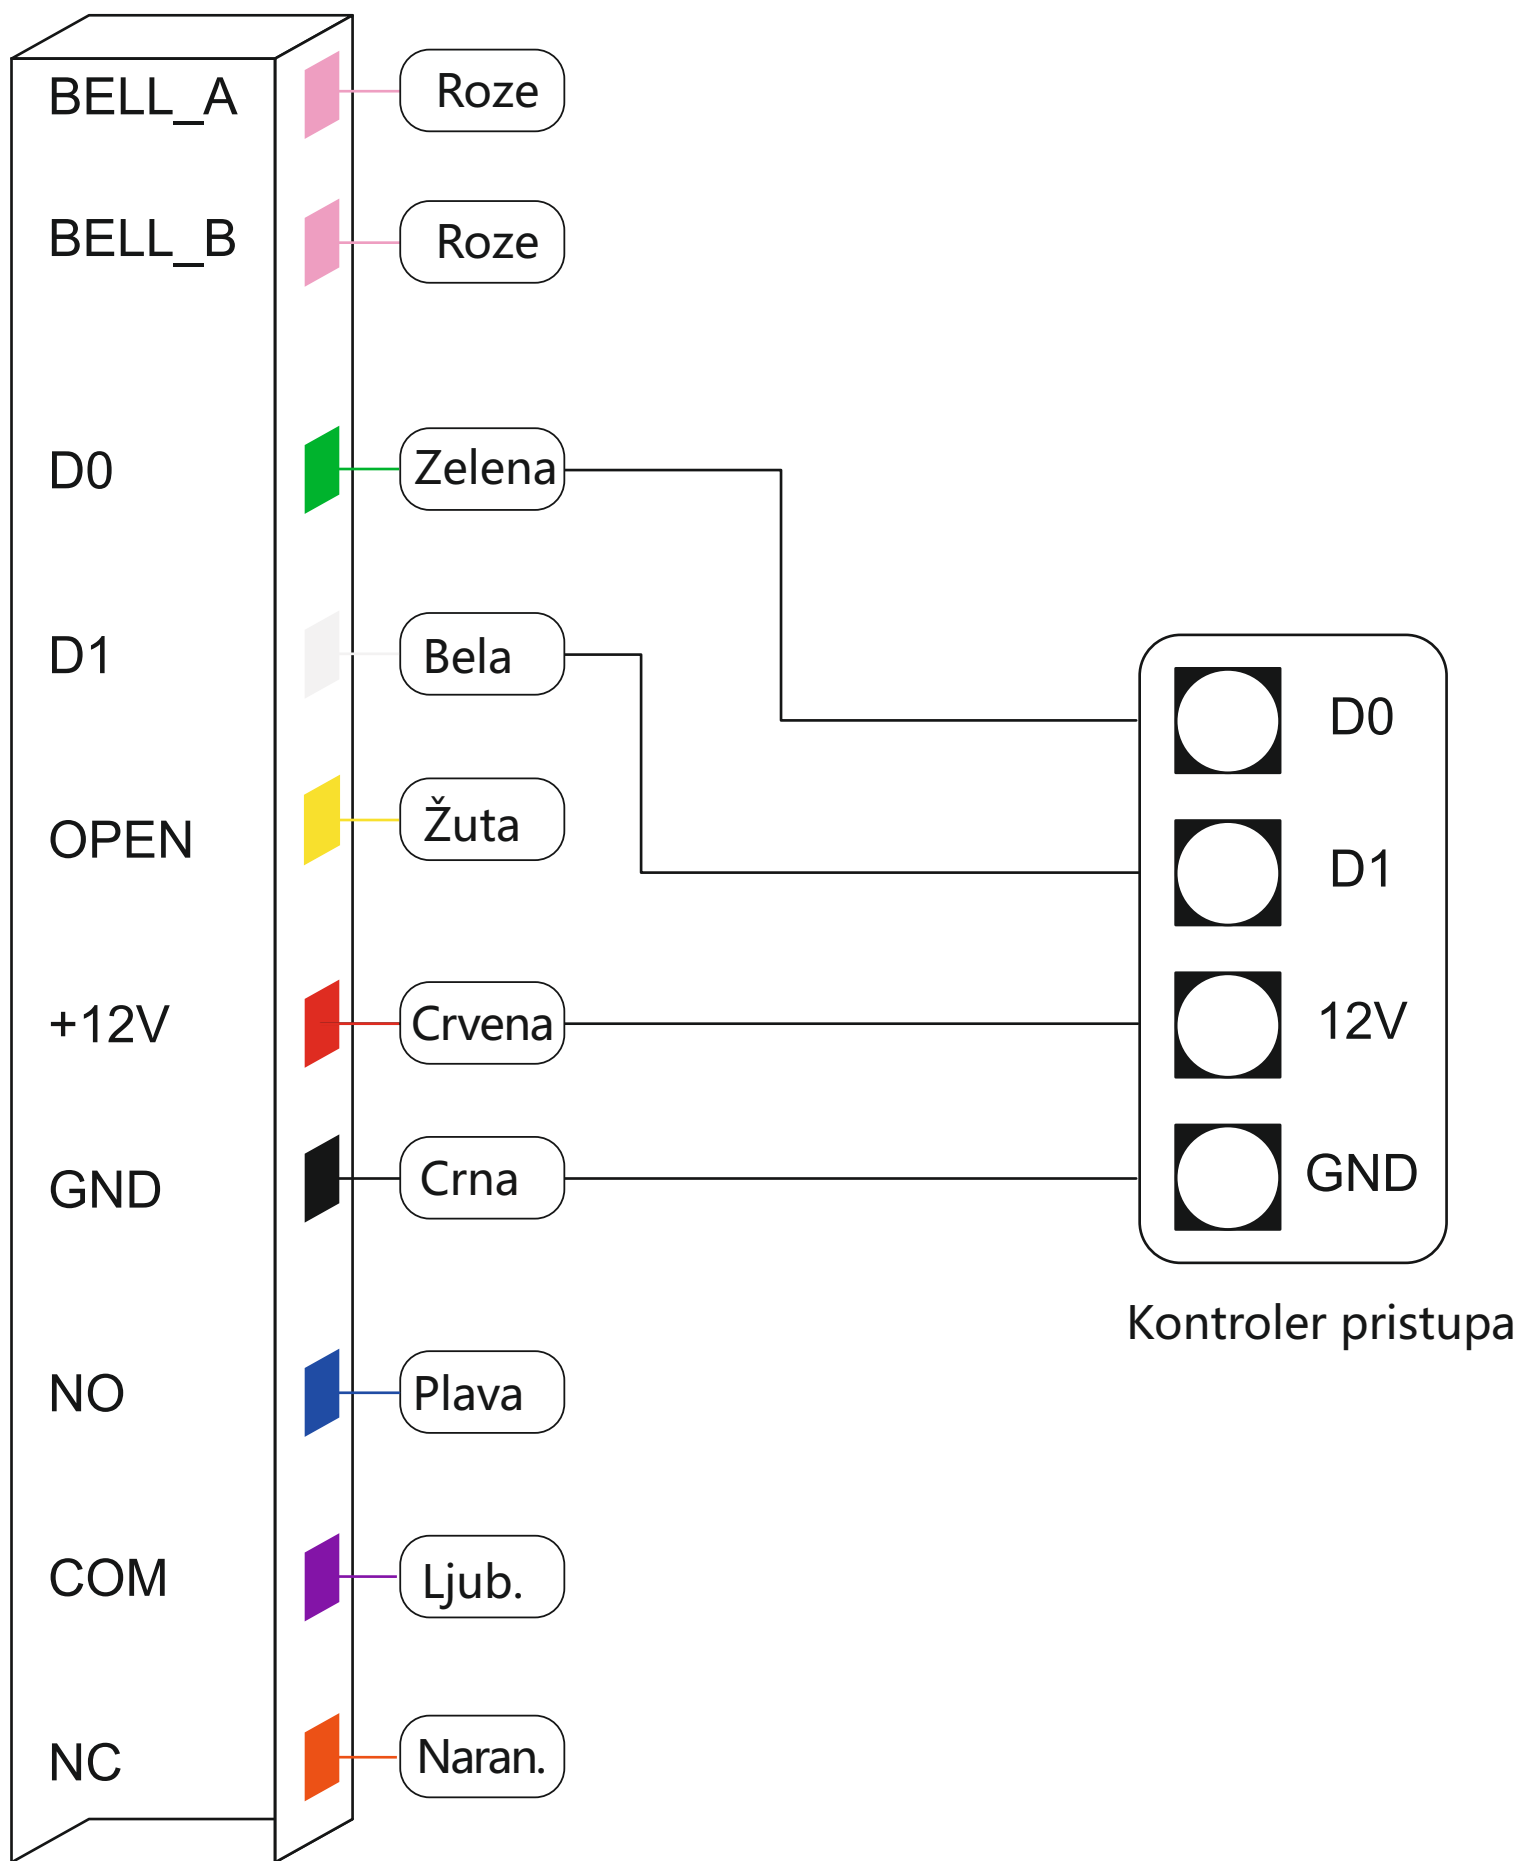 BELL_A
Roze
BELL_B
Roze
D0
Zelena
D1
Bela
OPEN
Žuta
+12V
Crvena
GND
Crna
NO
Plava
COM
Ljub.
NC
Naran.
D0
D1
12V
GND
Kontroler pristupa